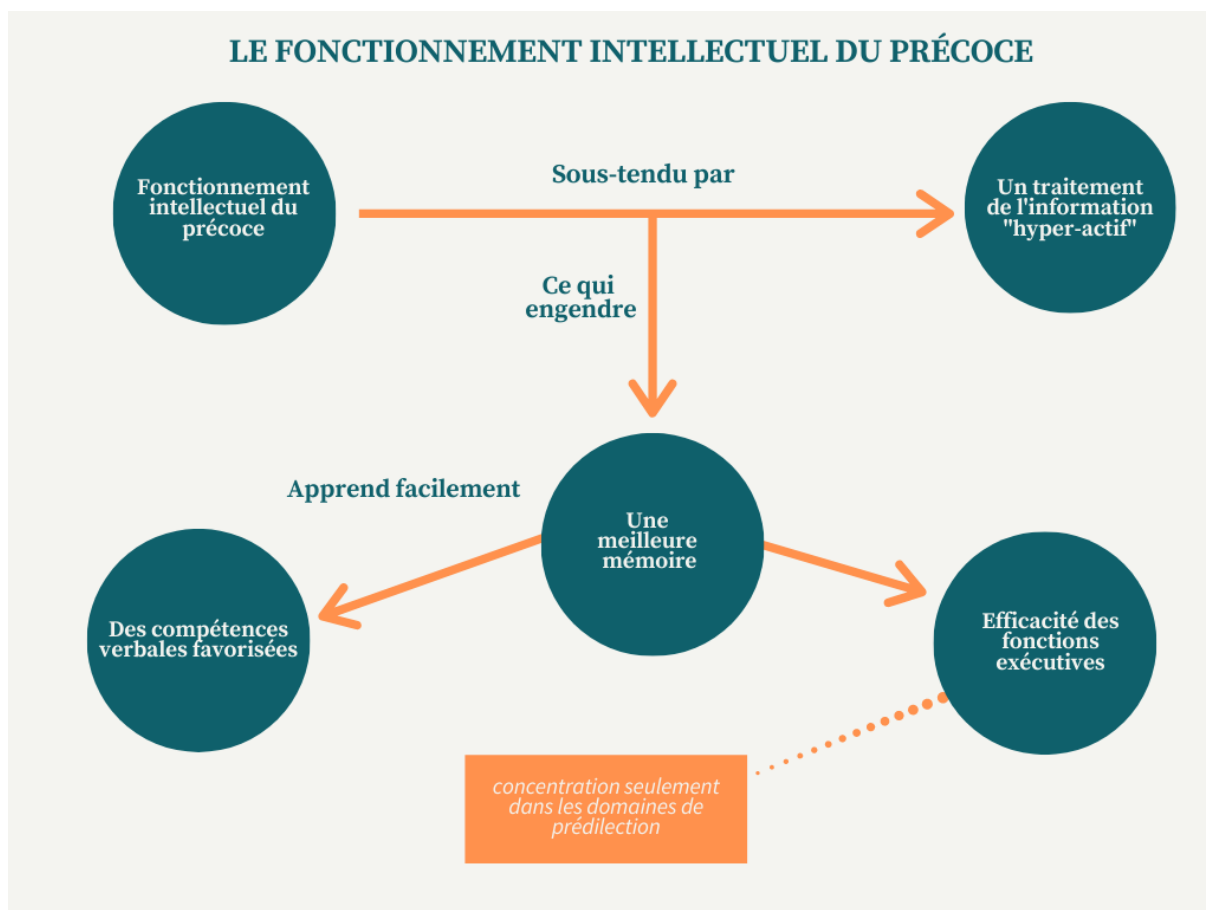 LE FONCTIONNEMENT INTELLECTUEL DU PRÉCOCE
Fonctionnement
intellectuel du
précoce
Sous-tendu par
Un traitement
de l'information
"hyper-actif"
Ce qui
engendre
Apprend facilement
Une
meilleure
mémoire
Des compétences
verbales favorisées
Efficacité des
fonctions
exécutives
concentration seulement
dans les domaines de
prédilection